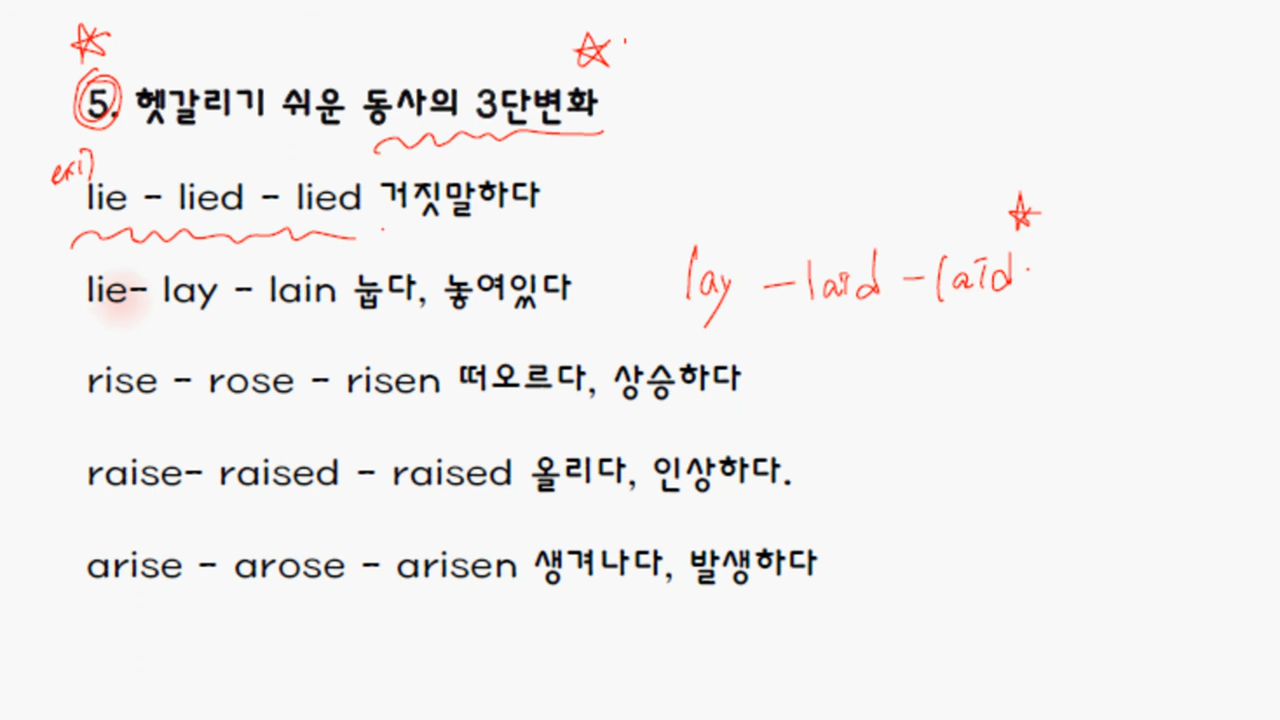 5. 헷갈리기 쉬운 동사의 3단변화
lie - lied - lied 거짓말하다
lie- lay - lain 눕다, 놓여있다
lay - laid - laid.
rise - rose - risen 떠오르다, 상승하다
raise- raised - raised 올리다, 인상하다.
arise - arose - arisen 생겨나다, 발생하다